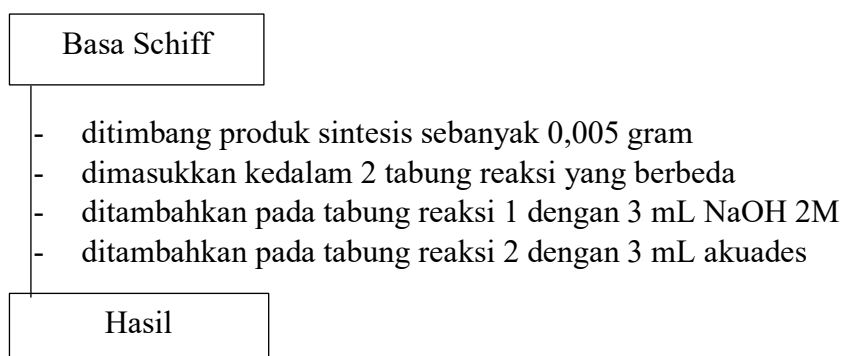 Basa Schiff
- ditimbang produk sintesis sebanyak 0,005 gram
- dimasukkan kedalam 2 tabung reaksi yang berbeda
- ditambahkan pada tabung reaksi 1 dengan 3 mL NaOH 2M
- ditambahkan pada tabung reaksi 2 dengan 3 mL akuades
Hasil